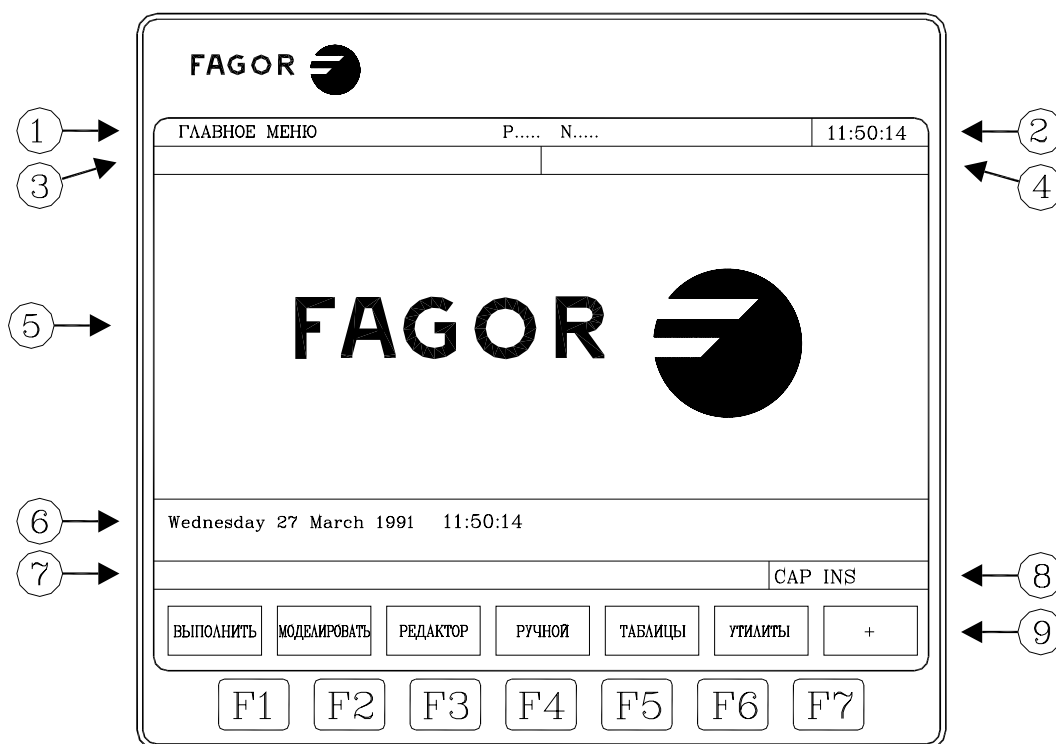 FAGOR
1 ГЛАВНОЕ МЕНЮ P..... N..... 11:50:14 2
3 4
5 FAGOR
6 Wednesday 27 March 1991 11:50:14
7 CAP INS 8
ВЫПОЛНИТЬ МОДЕЛИРОВАТЬ РЕДАКТОР РУЧНОЙ ТАБЛИЦЫ УТИЛИТЫ + 9
F1 F2 F3 F4 F5 F6 F7